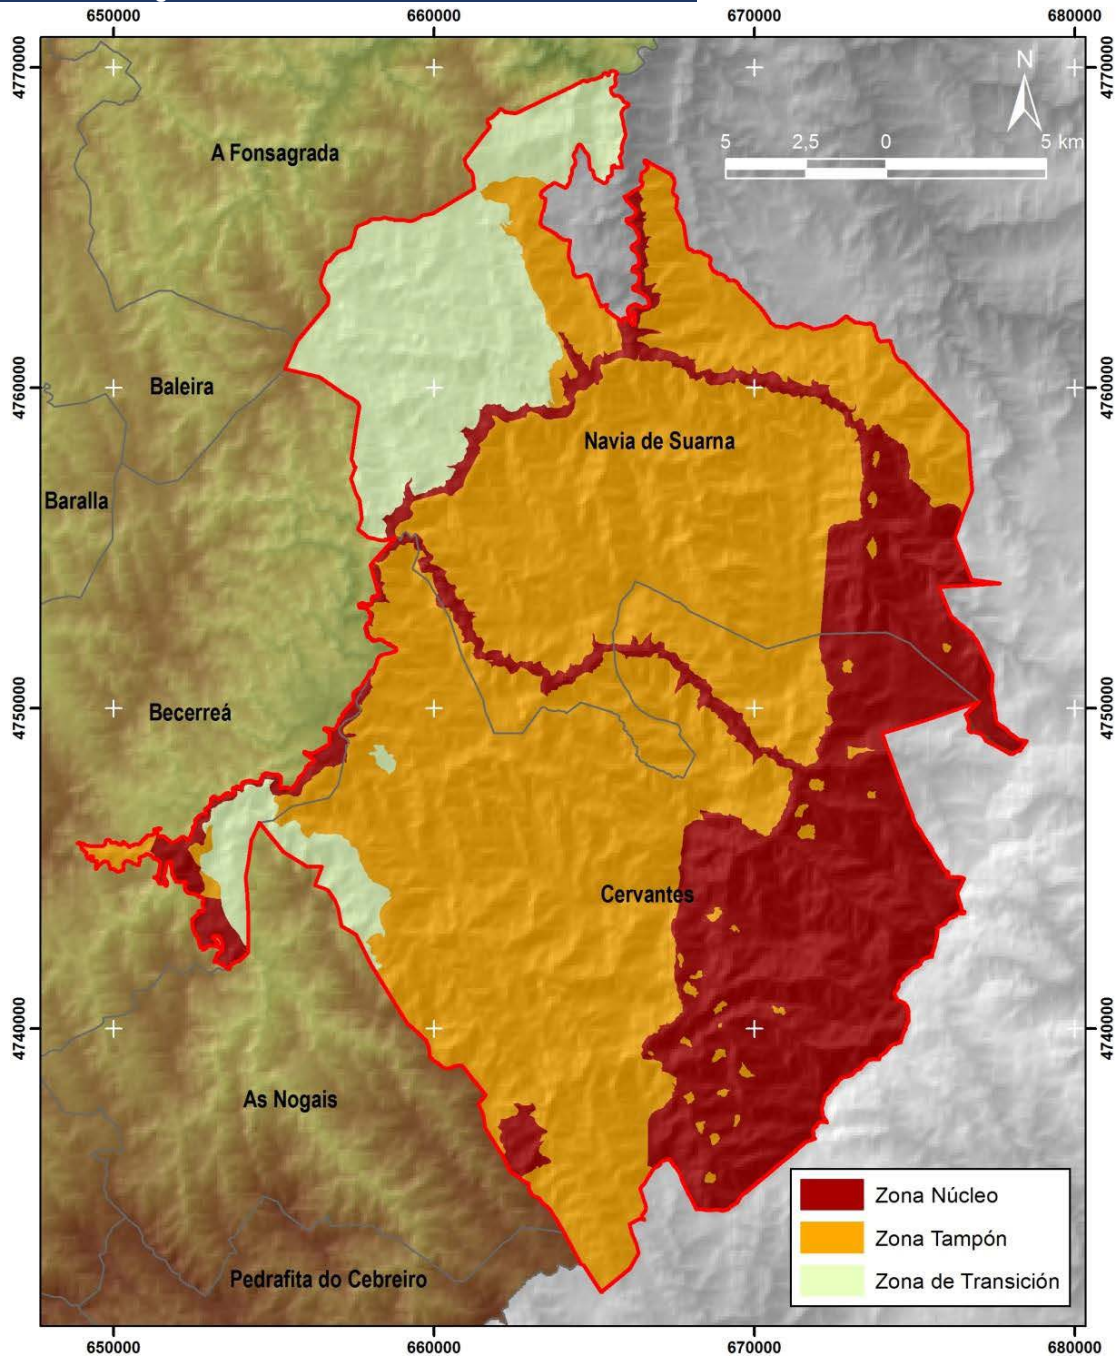 650000
660000
670000
680000
4770000
4770000
N
5
2,5
0
5 km
A Fonsagrada
4760000
4760000
Baleira
Navia de Suarna
Baralla
4750000
4750000
Becerreá
Cervantes
4740000
4740000
As Nogais
Zona Núcleo
Zona Tampón
Zona de Transición
Pedrafita do Cebreiro
650000
660000
670000
680000